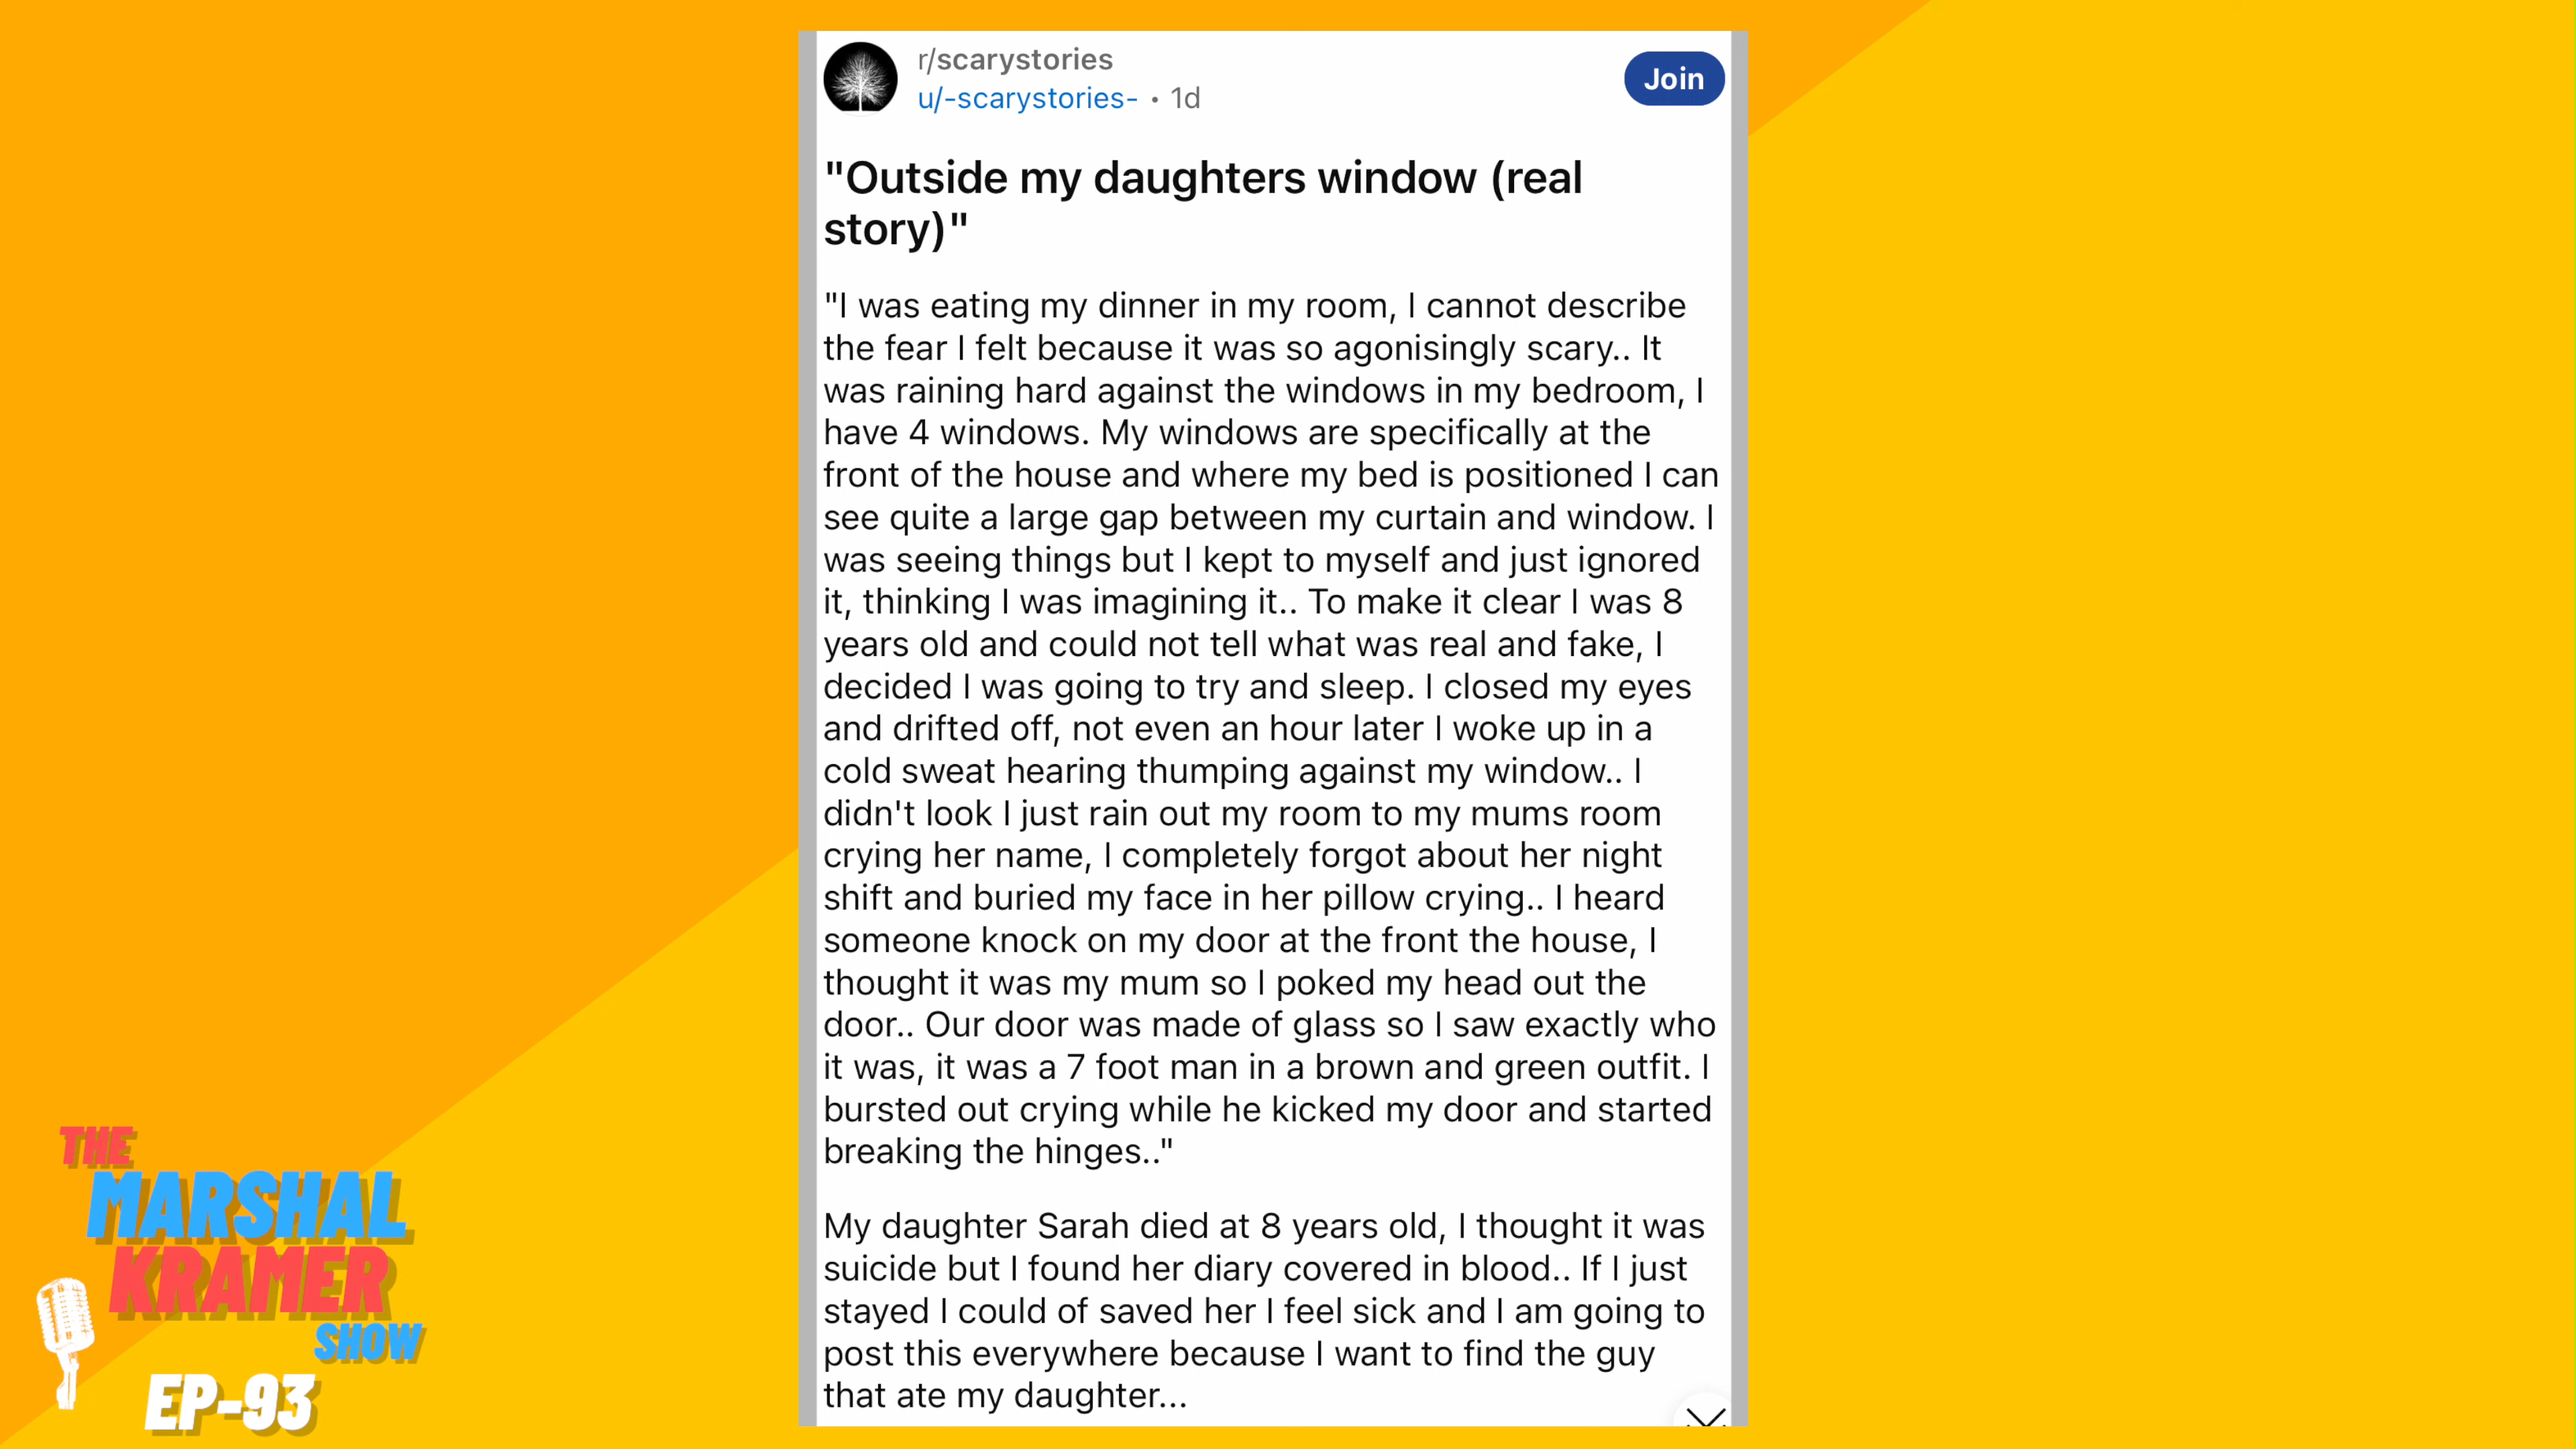 r/scarystories
u/-scarystories- • 1d
Join
"Outside my daughters window (real
story)"
"I was eating my dinner in my room, I cannot describe
the fear I felt because it was so agonisingly scary.. It
was raining hard against the windows in my bedroom, I
have 4 windows. My windows are specifically at the
front of the house and where my bed is positioned I can
see quite a large gap between my curtain and window. I
was seeing things but I kept to myself and just ignored
it, thinking I was imagining it.. To make it clear I was 8
years old and could not tell what was real and fake, I
decided I was going to try and sleep. I closed my eyes
and drifted off, not even an hour later I woke up in a
cold sweat hearing thumping against my window.. I
didn't look I just rain out my room to my mums room
crying her name, I completely forgot about her night
shift and buried my face in her pillow crying.. I heard
someone knock on my door at the front the house, I
thought it was my mum so I poked my head out the
door.. Our door was made of glass so I saw exactly who
it was, it was a 7 foot man in a brown and green outfit. I
bursted out crying while he kicked my door and started
breaking the hinges.."
My daughter Sarah died at 8 years old, I thought it was
suicide but I found her diary covered in blood.. If I just
stayed I could of saved her I feel sick and I am going to
post this everywhere because I want to find the guy
that ate my daughter...
THE
MARSHAL
KRAMER
SHOW
EP-93